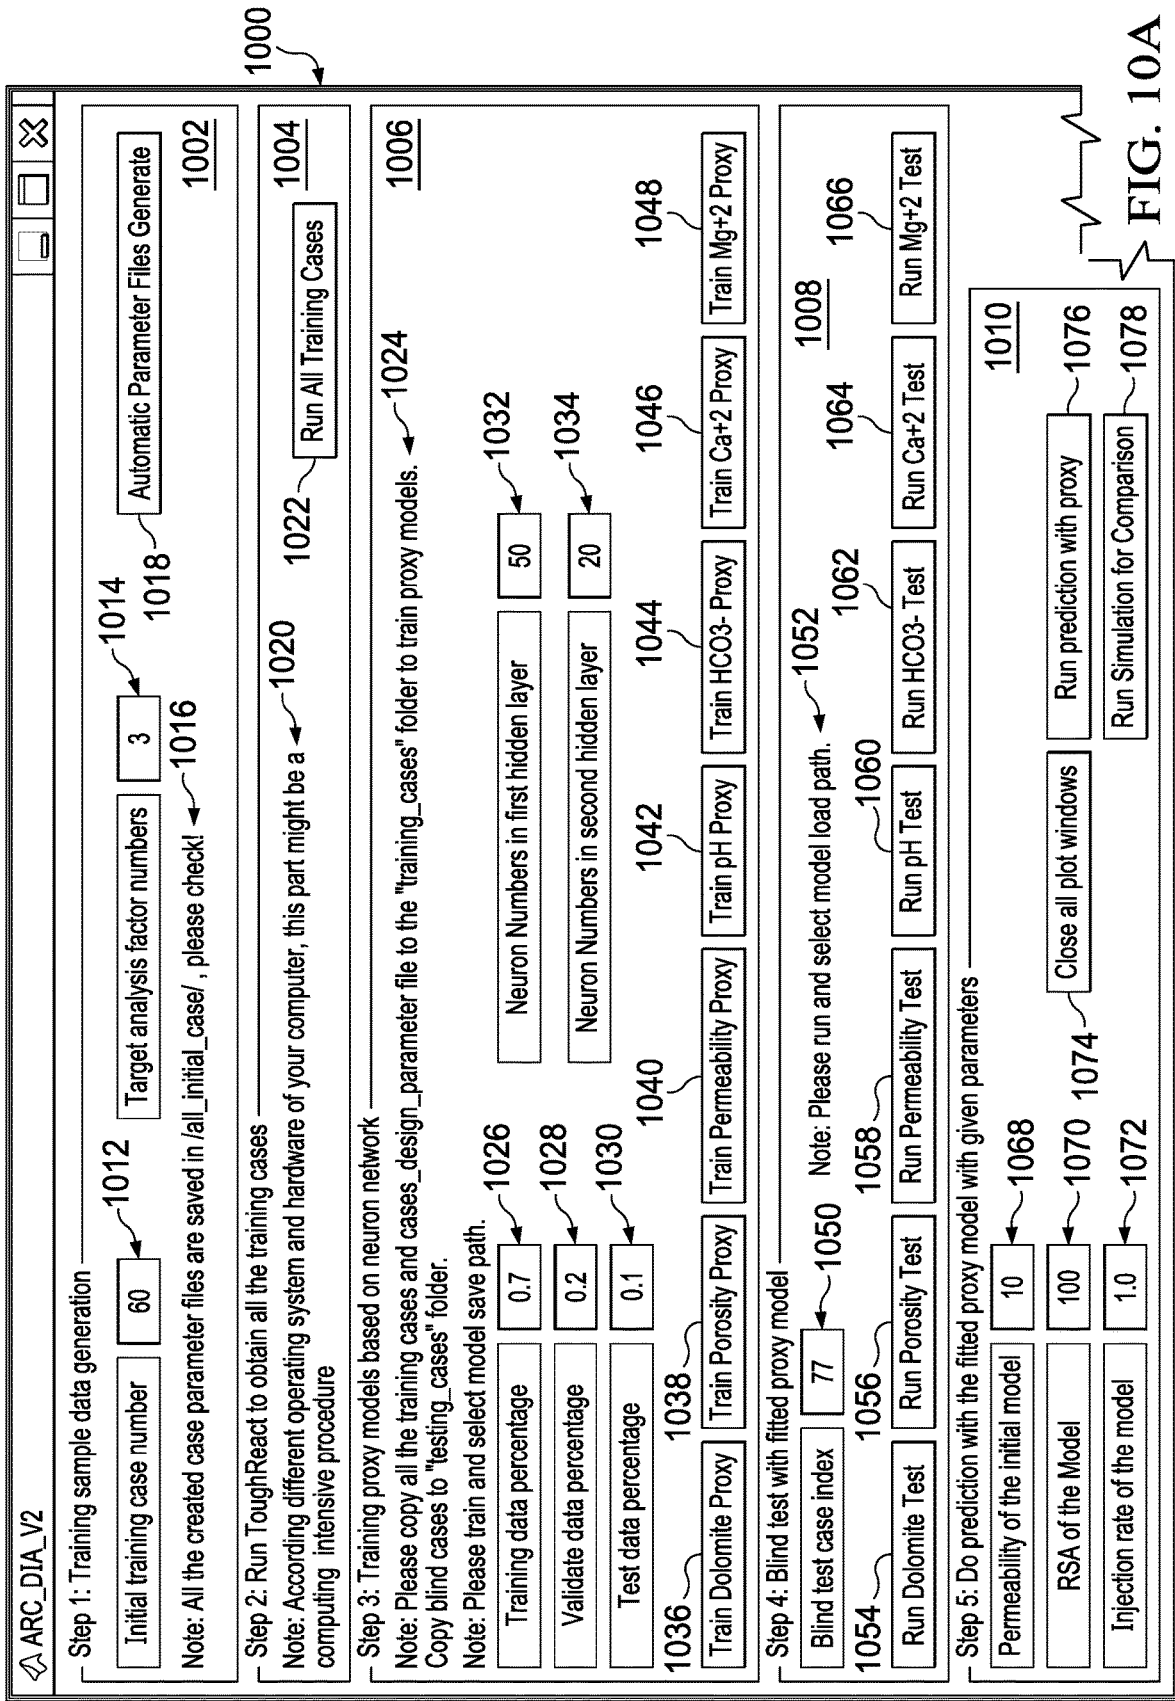 ARC_DIA_V2
1000
Step 1: Training sample data generation
Initial training case number
60
1012
Target analysis factor numbers
3
1014
Automatic Parameter Files Generate
1018
Note: All the created case parameter files are saved in /all_initial_case/ , please check!
1016
1002
Step 2: Run ToughReact to obtain all the training cases
Note: According different operating system and hardware of your computer, this part might be a
computing intensive procedure
1020
1022
Run All Training Cases
1004
Step 3: Training proxy models based on neuron network
Note: Please copy all the training cases and cases_design_parameter file to the "training_cases" folder to train proxy models.
1024
1006
Copy blind cases to "testing_cases" folder.
Note: Please train and select model save path.
Training data percentage
0.7
1026
Neuron Numbers in first hidden layer
50
1032
Validate data percentage
0.2
1028
Neuron Numbers in second hidden layer
20
1034
Test data percentage
0.1
1030
1036
1038
1040
1042
1044
1046
1048
Train Dolomite Proxy
Train Porosity Proxy
Train Permeability Proxy
Train pH Proxy
Train HCO3- Proxy
Train Ca+2 Proxy
Train Mg+2 Proxy
Step 4: Blind test with fitted proxy model
Blind test case index
77
1050
Note: Please run and select model load path.
1052
1008
1054
1056
1058
1060
1062
1064
1066
Run Dolomite Test
Run Porosity Test
Run Permeability Test
Run pH Test
Run HCO3- Test
Run Ca+2 Test
Run Mg+2 Test
Step 5: Do prediction with the fitted proxy model with given parameters
1010
Permeability of the Initial model
10
1068
RSA of the Model
100
1070
1074
Close all plot windows
Run prediction with proxy
1076
Injection rate of the model
1.0
1072
Run Simulation for Comparison
1078
FIG. 10A